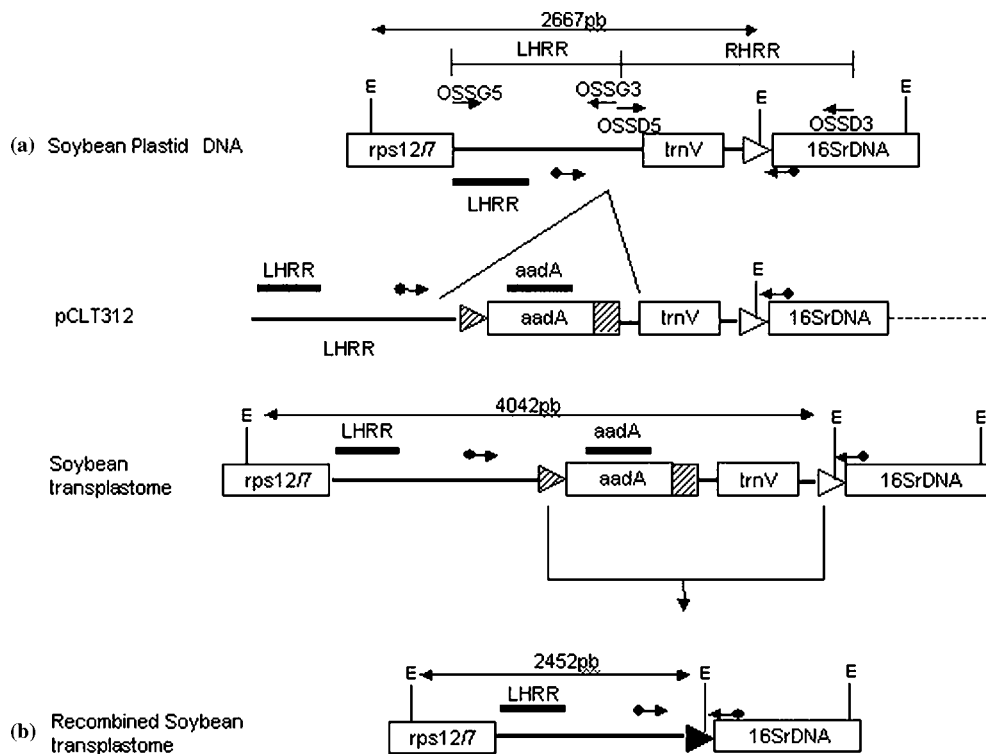 2667pb
LHRR RHRR
E OSSG5 OSSG3 E E
OSSD5 OSSD3
(a) Soybean Plastid DNA rps12/7 trnV 16SrDNA
LHRR
LHRR aadA E
pCLT312 aadA trnV 16SrDNA
LHRR
4042pb
E LHRR aadA E E
Soybean transplastome rps12/7 aadA trnV 16SrDNA
2452pb
E LHRR E E
(b) Recombined Soybean transplastome rps12/7 16SrDNA